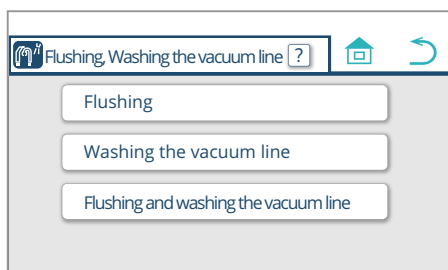 Flushing, Washing the vacuum line ?
Flushing
Washing the vacuum line
Flushing and washing the vacuum line